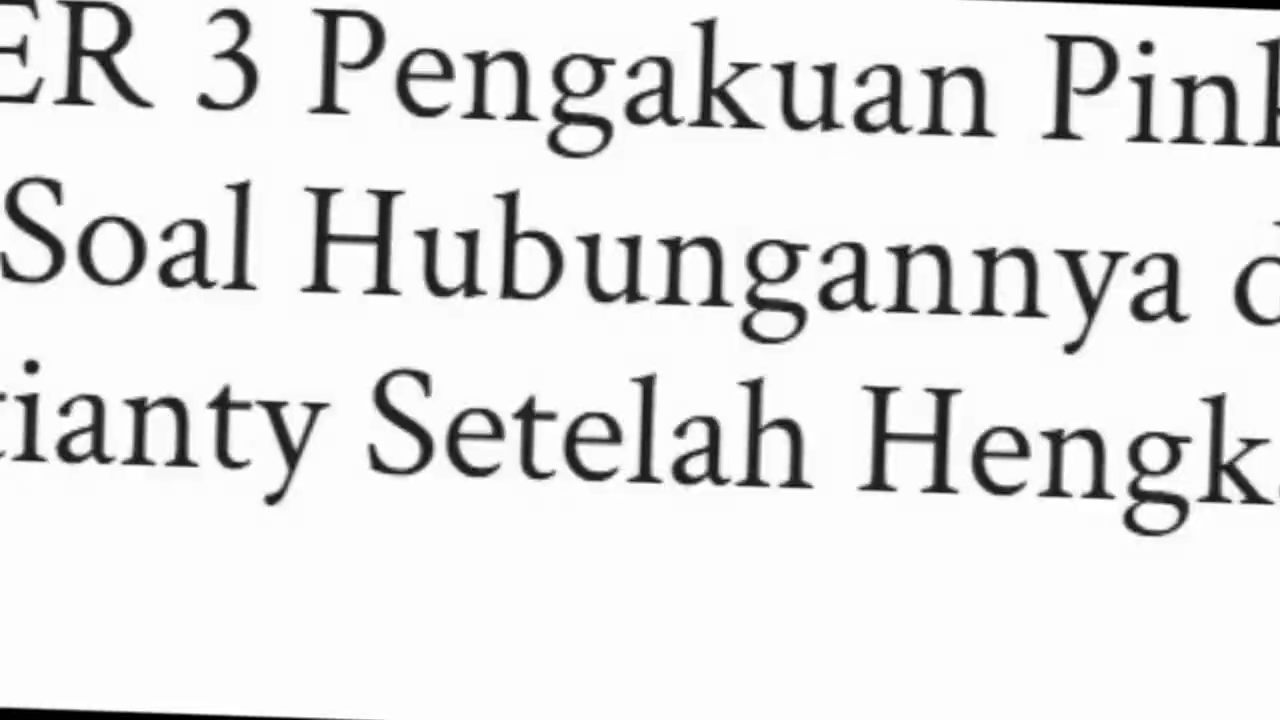 ER 3 Pengakuan Pink
Soal Hubungannya d
tianty Setelah Hengk